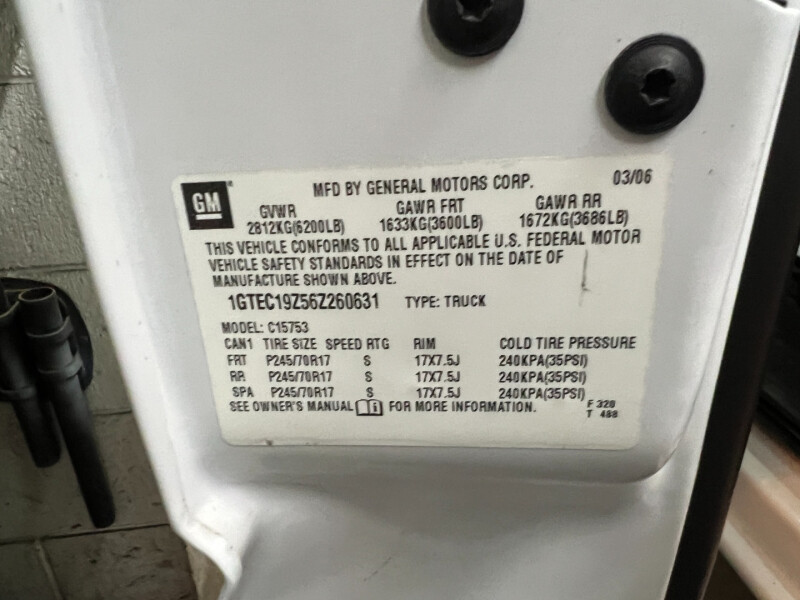 GM
MFD BY GENERAL MOTORS CORP. 03/06
GVWR GAWR FRT GAWR RR
2812KG(6200LB) 1633KG(3600LB) 1672KG(3686LB)
THIS VEHICLE CONFORMS TO ALL APPLICABLE U.S. FEDERAL MOTOR
VEHICLE SAFETY STANDARDS IN EFFECT ON THE DATE OF
MANUFACTURE SHOWN ABOVE.
1GTEC19Z56Z260631 TYPE: TRUCK
MODEL: C15753
CAN1 TIRE SIZE SPEED RTG RIM COLD TIRE PRESSURE
FRT P245/70R17 S 17X7.5J 240KPA(35PSI)
RR P245/70R17 S 17X7.5J 240KPA(35PSI)
SPA P245/70R17 S 17X7.5J 240KPA(35PSI)
SEE OWNER'S MANUAL FOR MORE INFORMATION. F 320
T 488